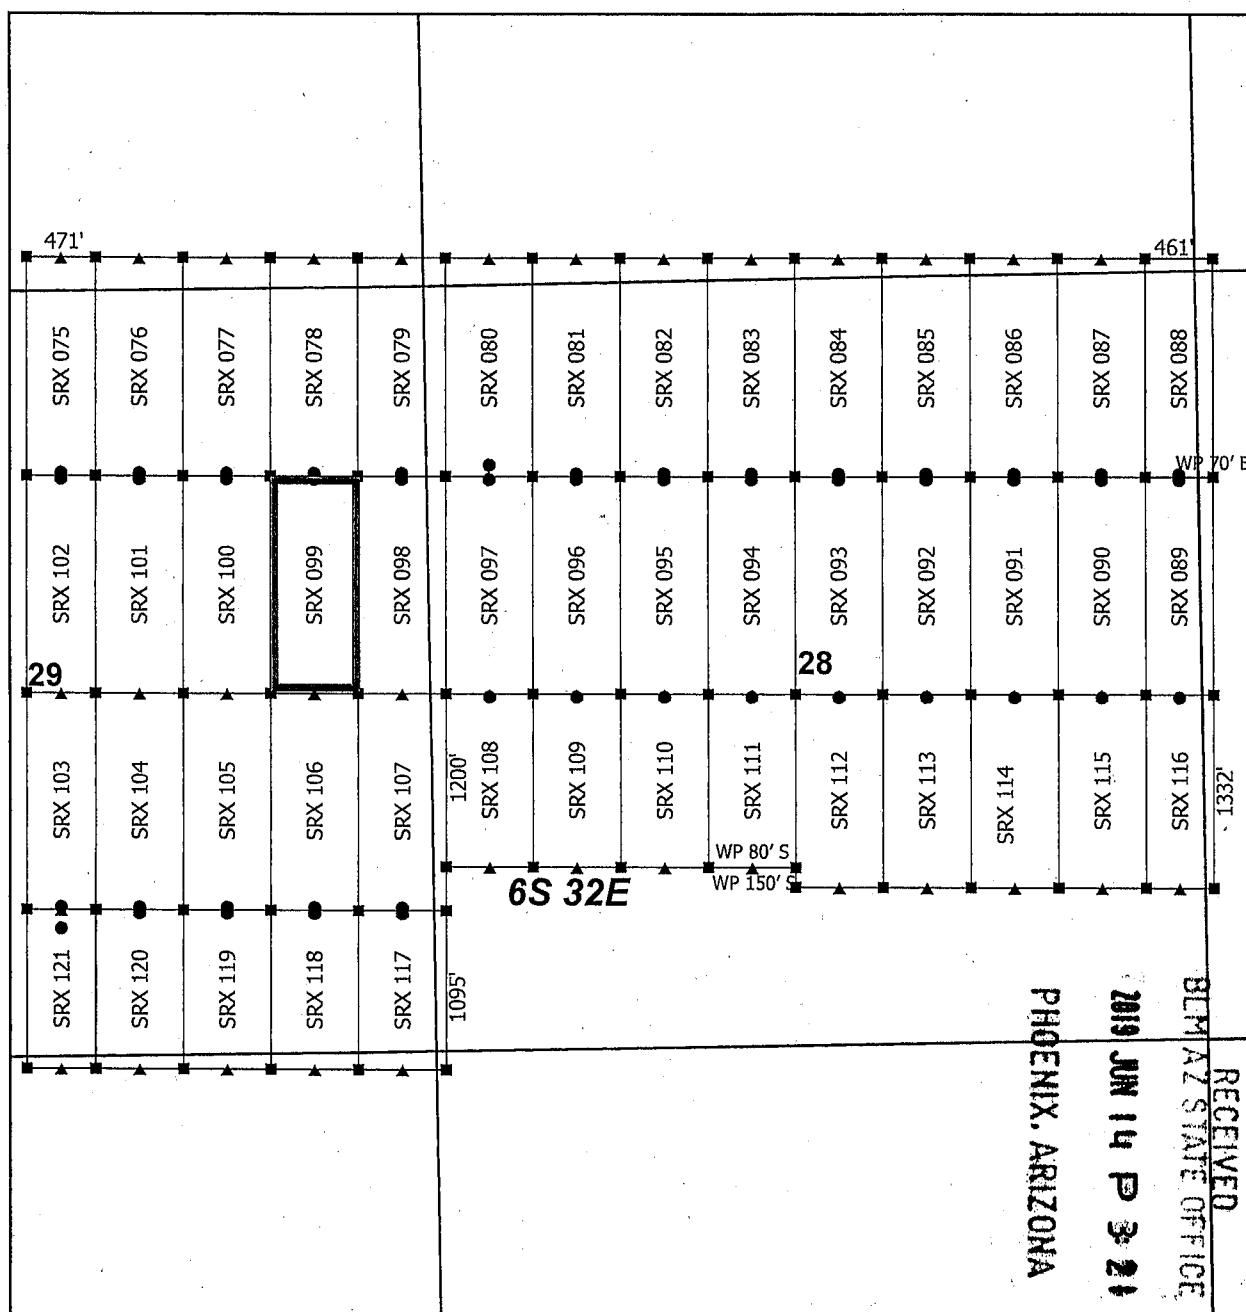 471'
461'
SRX 075
SRX 076
SRX 077
SRX 078
SRX 079
SRX 080
SRX 081
SRX 082
SRX 083
SRX 084
SRX 085
SRX 086
SRX 087
SRX 088
WP 70' E
SRX 102
SRX 101
SRX 100
SRX 099
SRX 098
SRX 097
SRX 096
SRX 095
SRX 094
SRX 093
SRX 092
SRX 091
SRX 090
SRX 089
29
28
SRX 103
SRX 104
SRX 105
SRX 106
SRX 107
1200'
SRX 108
SRX 109
SRX 110
SRX 111
SRX 112
SRX 113
SRX 114
SRX 115
SRX 116
1332'
WP 80' S
WP 150' S
6S 32E
SRX 121
SRX 120
SRX 119
SRX 118
SRX 117
1095'
RECEIVED
BLM AZ STATE OFFICE
2019 JUN 14 P 3:21
PHOENIX, ARIZONA